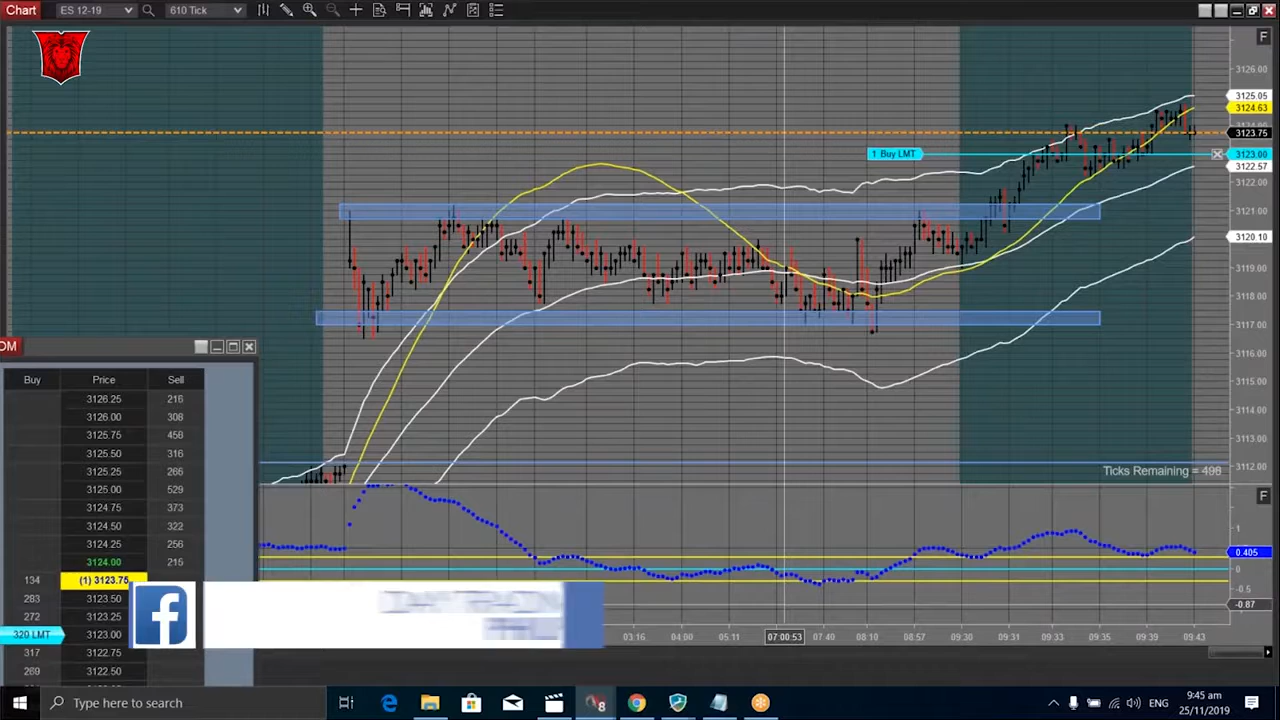 Chart
ES 12-19
610 Tick
F
3126.00
3125.05
3124.63
3123.75
1 Buy LMT
3123.00
3122.57
3122.00
3121.00
3120.10
3119.00
3118.00
3117.00
3116.00
3115.00
3114.00
3113.00
3112.00
Ticks Remaining = 498
OM
Buy Price Sell
3126.25 216
3126.00 308
3125.75 458
3125.50 316
3125.25 266
3125.00 529
3124.75 373
3124.50 322
3124.25 256
3124.00 215
134 (1) 3123.75
3123.50
272 3123.25
320 LMT 3123.00
317 3122.75
269 3122.50
F
1
0.405
0
-0.5
-0.87
03:16 04:00 05:11 07:00:53 07:40 08:10 08:57 09:30 09:31 09:33 09:35 09:39 09:43
f
Type here to search
8
ENG
9:45 am
25/11/2019